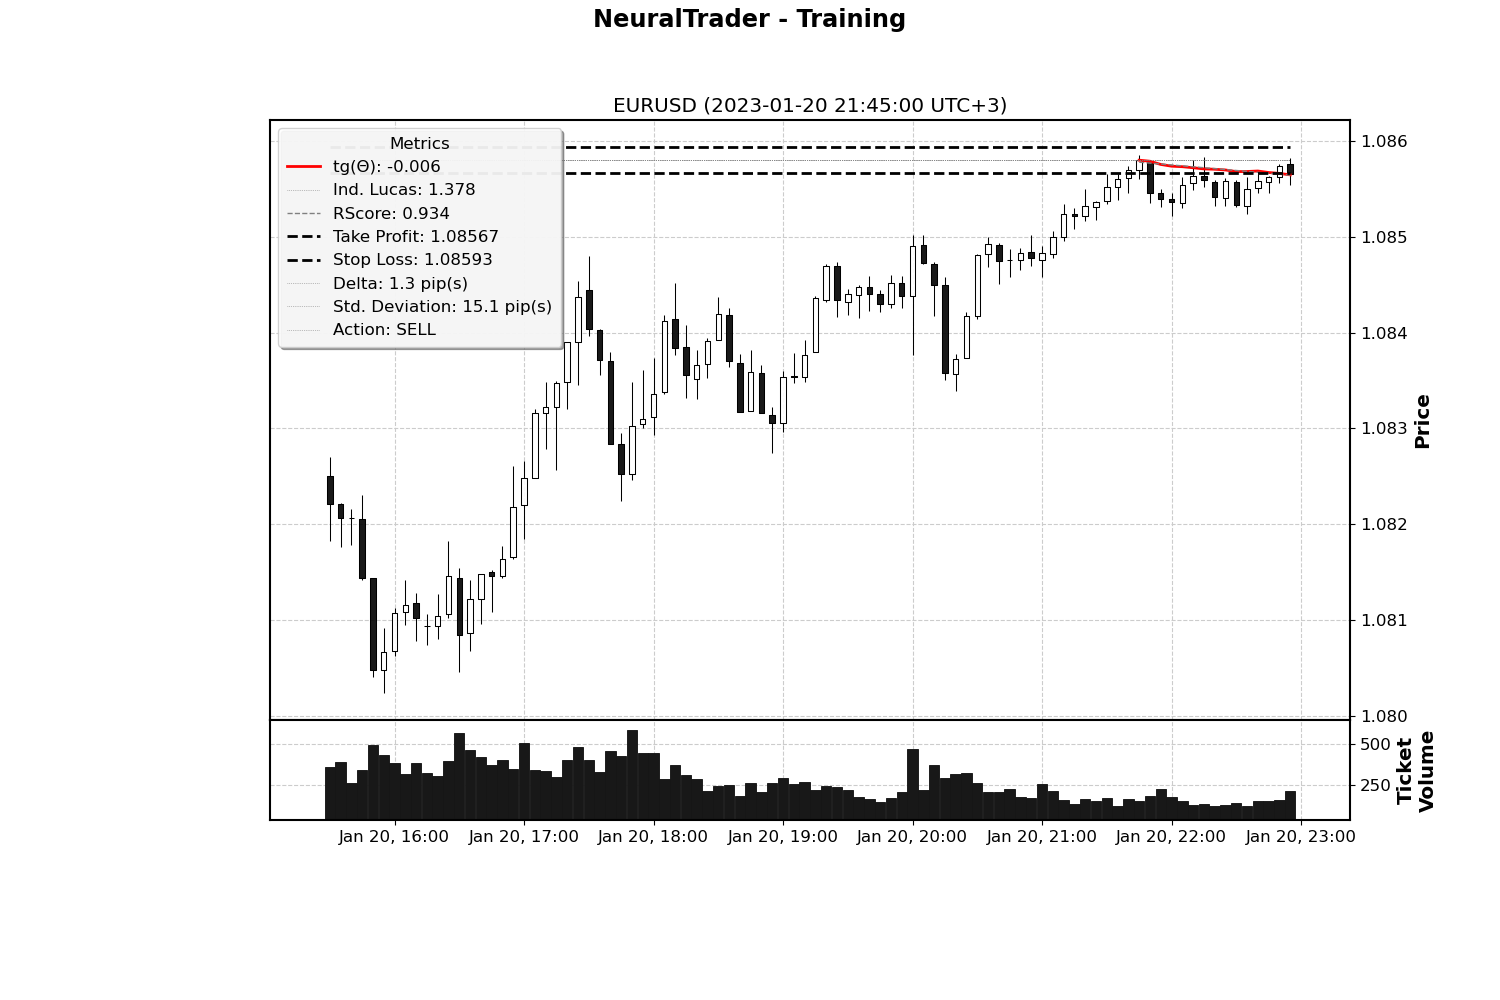 NeuralTrader - Training
EURUSD (2023-01-20 21:45:00 UTC+3)
Metrics
tg(Θ): -0.006
Ind. Lucas: 1.378
RScore: 0.934
Take Profit: 1.08567
Stop Loss: 1.08593
Delta: 1.3 pip(s)
Std. Deviation: 15.1 pip(s)
Action: SELL
1.086
1.085
1.084
1.083
1.082
1.081
1.080
Price
500
250
Ticket
Volume
Jan 20, 16:00
Jan 20, 17:00
Jan 20, 18:00
Jan 20, 19:00
Jan 20, 20:00
Jan 20, 21:00
Jan 20, 22:00
Jan 20, 23:00